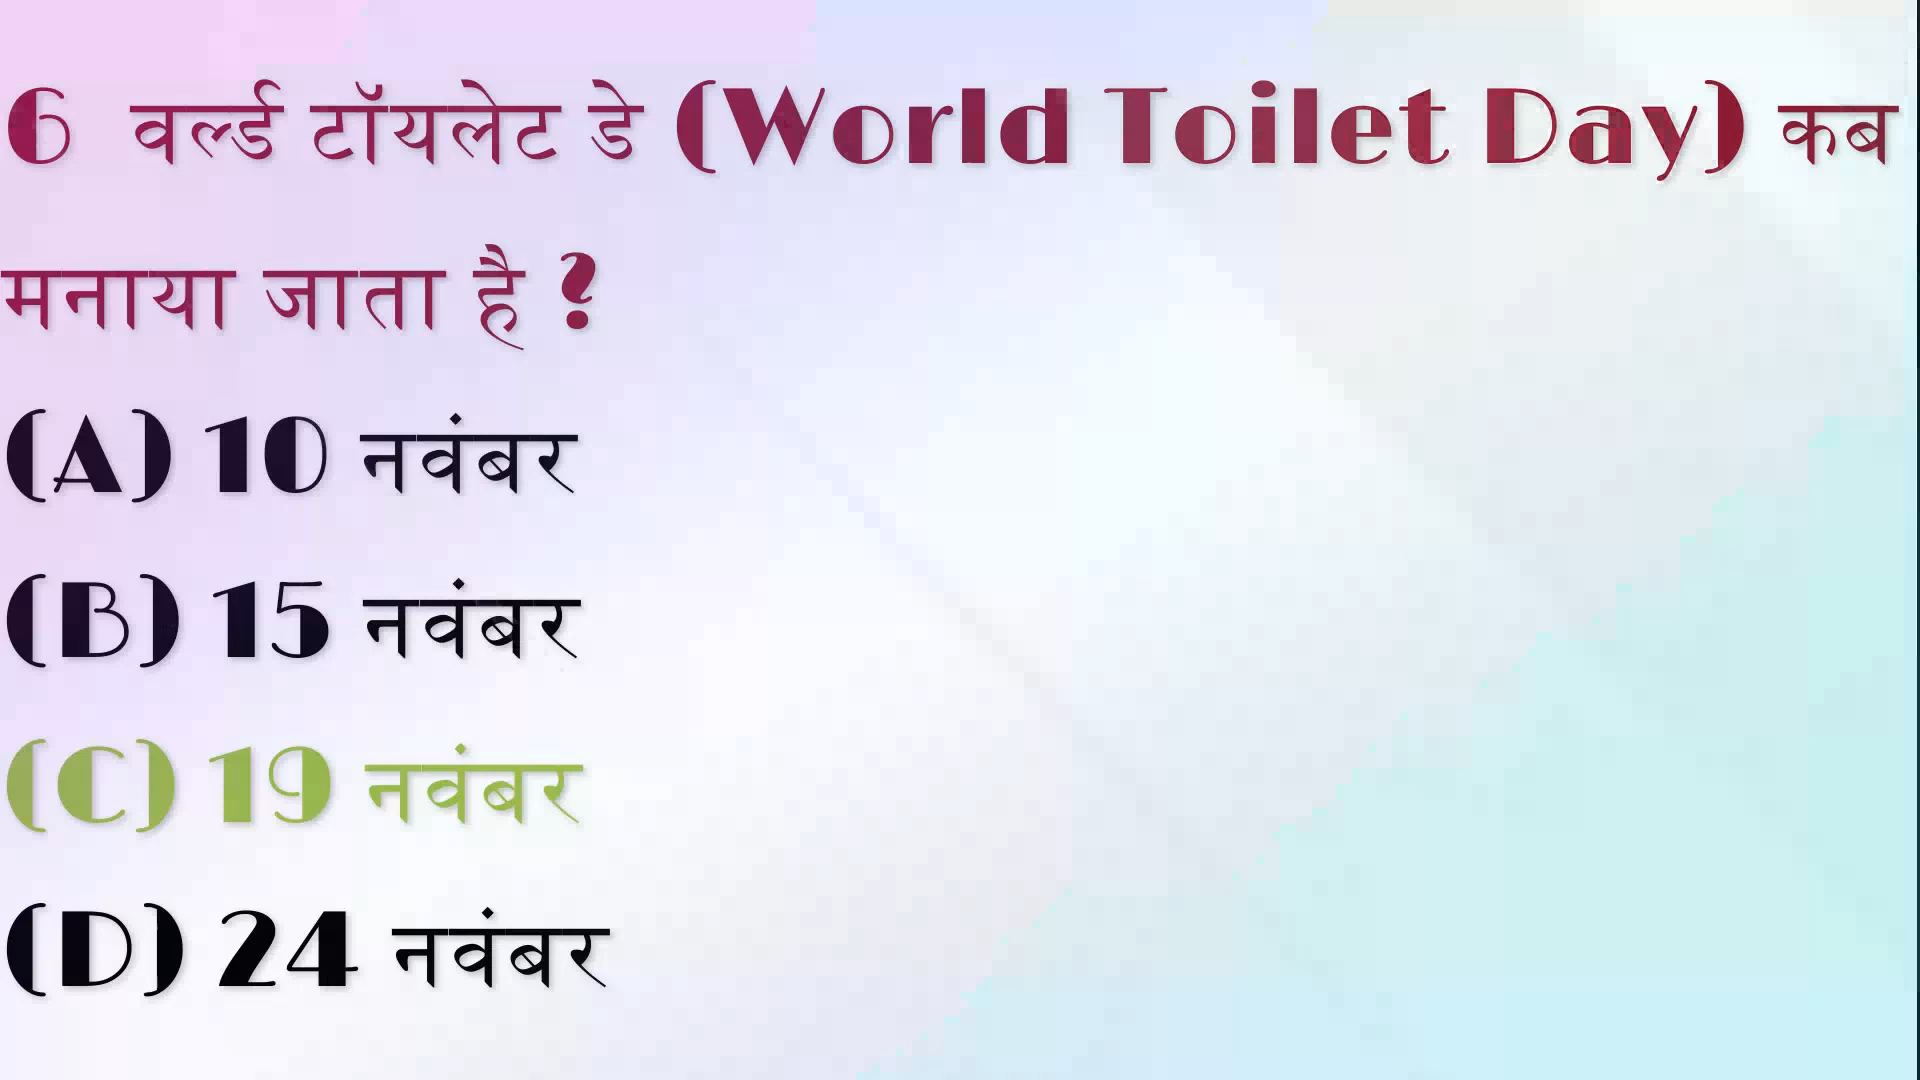 6 वर्ल्ड टॉयलेट डे (World Toilet Day) कब
मनाया जाता है ?
(A) 10 नवंबर
(B) 15 नवंबर
(C) 19 नवंबर
(D) 24 नवंबर